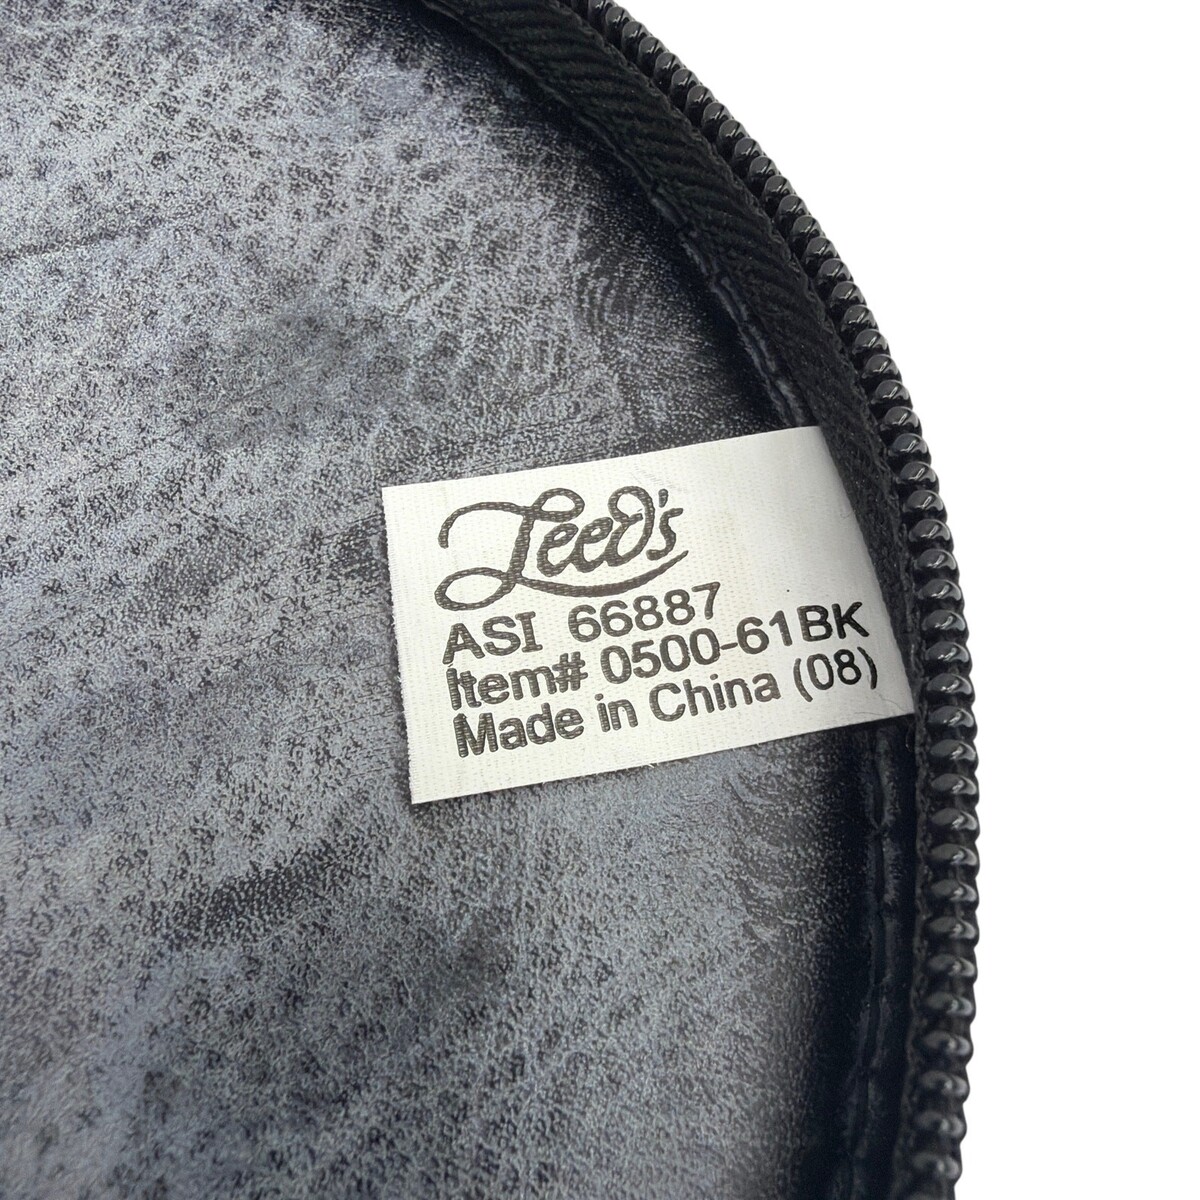 Leed's
ASI 66887
Item# 0500-61BK
Made in China (08)